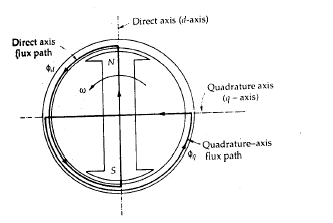 Direct axis (d-axis)
Direct axis
flux path
ϕd
N
ω
Quadrature axis
(q – axis)
S
Quadrature–axis
flux path
ϕq